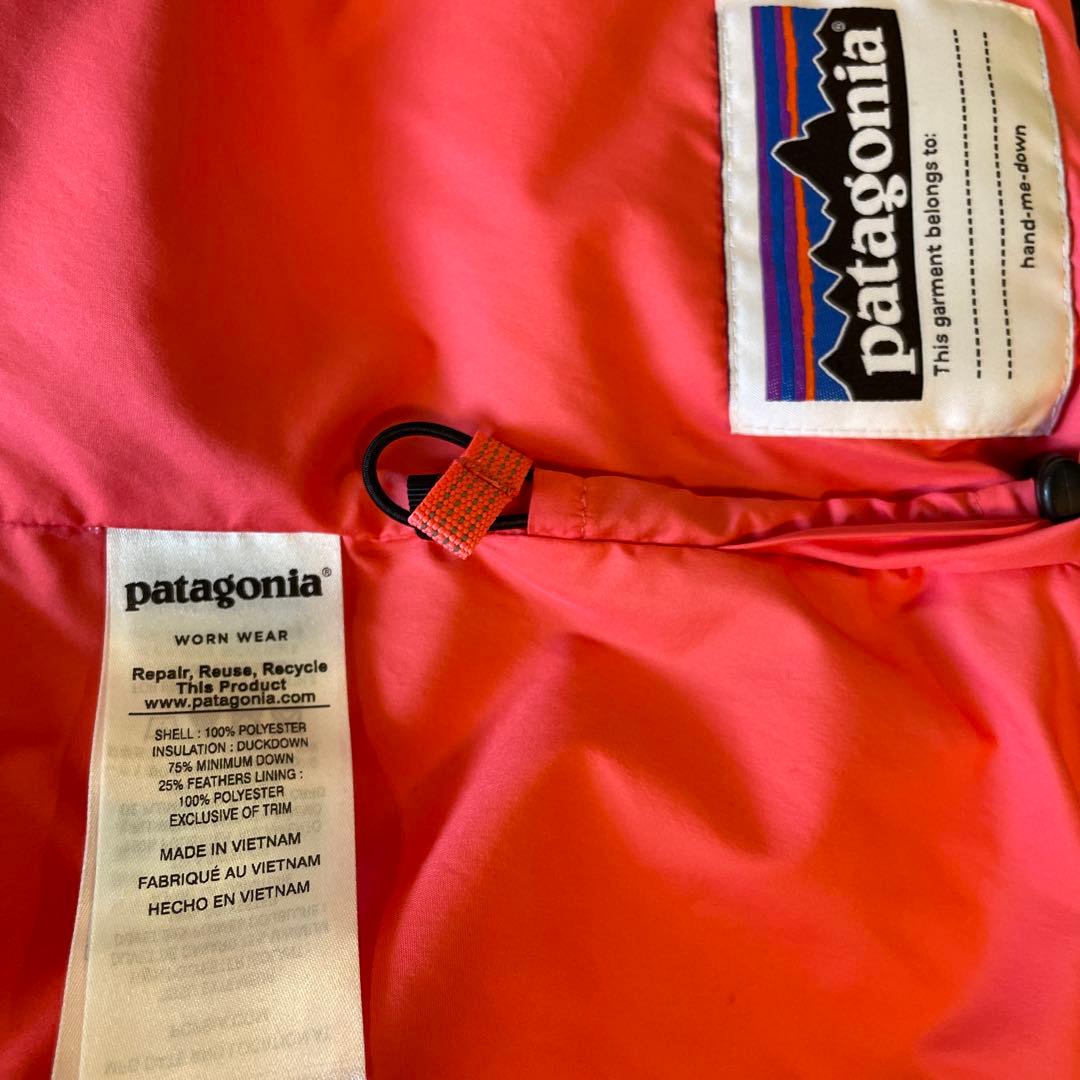 patagonia®
This garment belongs to:
hand-me-down
patagonia®
WORN WEAR
Repair, Reuse, Recycle
This Product
www.patagonia.com
SHELL : 100% POLYESTER
INSULATION : DUCKDOWN
75% MINIMUM DOWN
25% FEATHERS LINING :
100% POLYESTER
EXCLUSIVE OF TRIM
MADE IN VIETNAM
FABRIQUÉ AU VIETNAM
HECHO EN VIETNAM